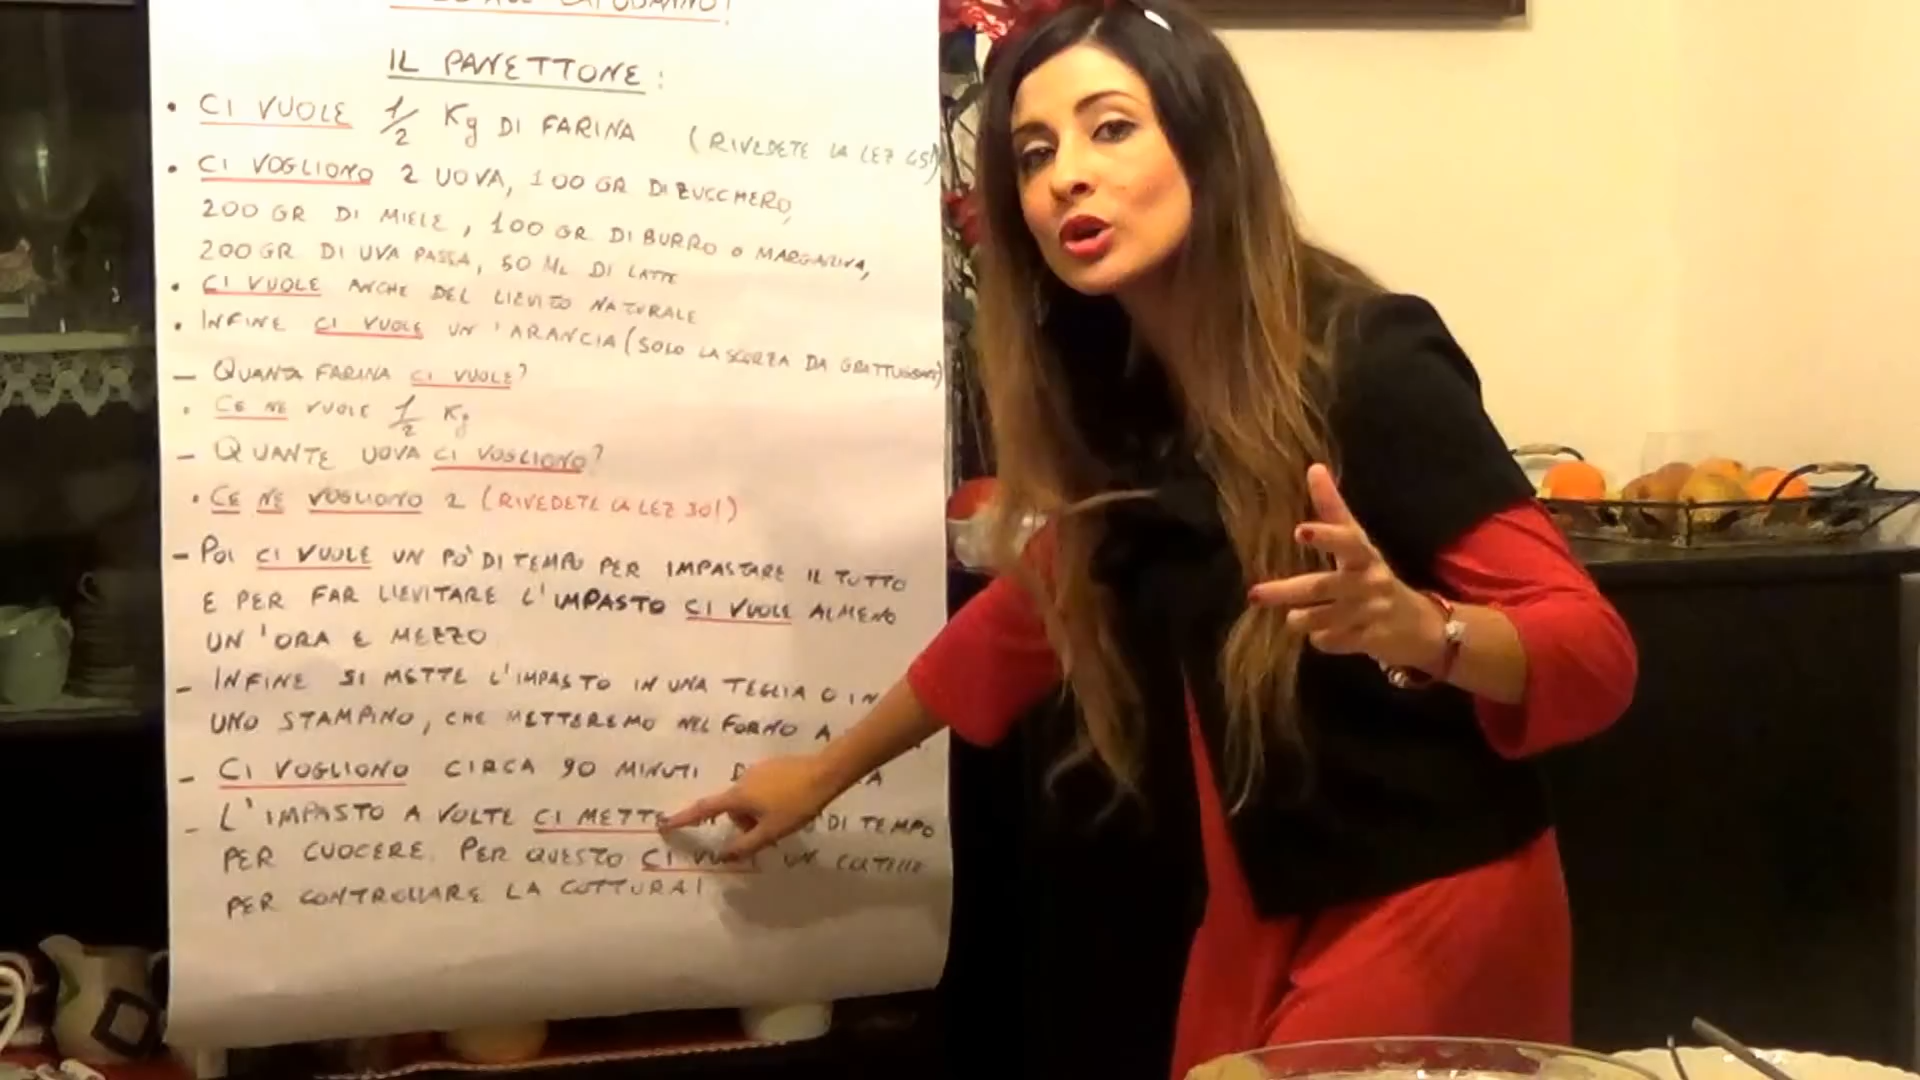 IL PANETTONE:
• CI VUOLE 1/2 Kg DI FARINA (RIVEDETE LA LEZ 45!)
• CI VOGLIONO 2 UOVA, 100 GR DI ZUCCHERO,
200 GR DI MIELE, 100 GR DI BURRO O MARGARINA,
200 GR DI UVA PASSA, 50 ML DI LATTE
• CI VUOLE ANCHE DEL LIEVITO NATURALE
• INFINE CI VUOLE UN'ARANCIA (SOLO LA SCORZA DA GRATTUGIARE)
— QUANTA FARINA CI VUOLE?
• CE NE VUOLE 1/2 Kg
— QUANTE UOVA CI VOGLIONO?
• CE NE VOGLIONO 2 (RIVEDETE LA LEZ 30!)
— POI CI VUOLE UN PO' DI TEMPO PER IMPASTARE IL TUTTO
E PER FAR LIEVITARE L'IMPASTO CI VUOLE ALMENO
UN'ORA E MEZZO
— INFINE SI METTE L'IMPASTO IN UNA TEGLIA O IN
UNO STAMPINO, CHE METTEREMO NEL FORNO A
— CI VOGLIONO CIRCA 90 MINUTI
— L'IMPASTO A VOLTE CI METTE DI TEMPO
PER CUOCERE. PER QUESTO CI VUOLE UN COLTELLO
PER CONTROLLARE LA COTTURA!